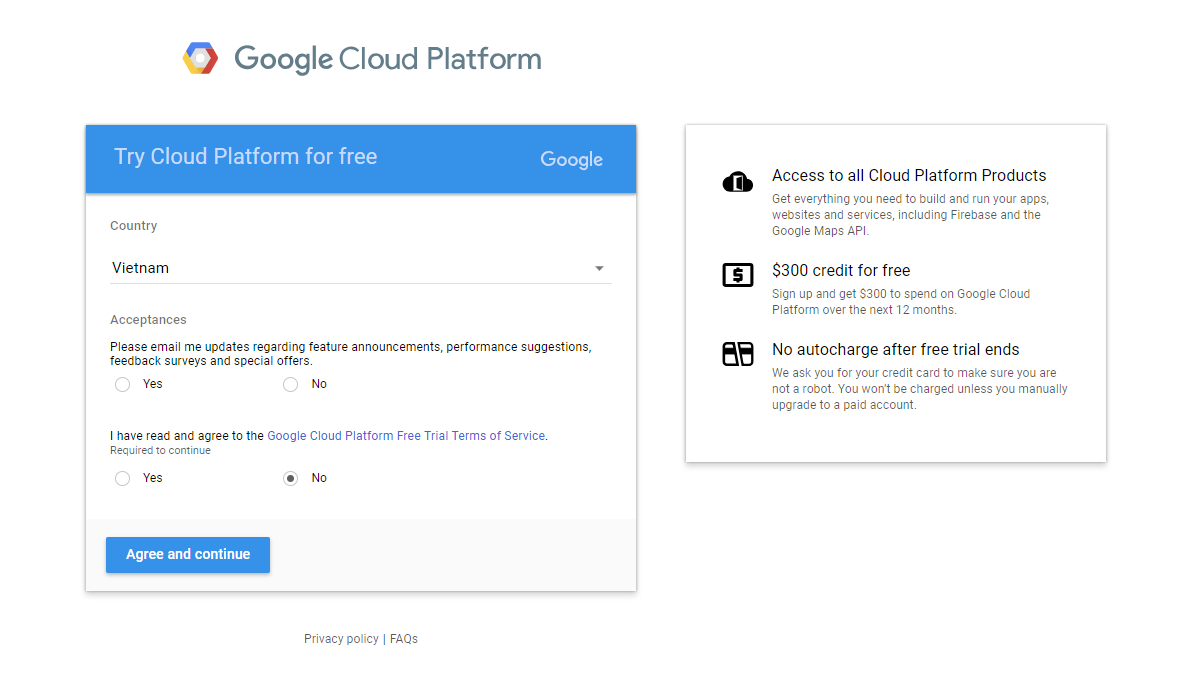 Google Cloud Platform
Try Cloud Platform for free
Google
Country
Vietnam
Acceptances
Please email me updates regarding feature announcements, performance suggestions,
feedback surveys and special offers.
Yes No
I have read and agree to the Google Cloud Platform Free Trial Terms of Service.
Required to continue
Yes No
Agree and continue
Access to all Cloud Platform Products
Get everything you need to build and run your apps,
websites and services, including Firebase and the
Google Maps API.
$300 credit for free
Sign up and get $300 to spend on Google Cloud
Platform over the next 12 months.
No autocharge after free trial ends
We ask you for your credit card to make sure you are
not a robot. You won't be charged unless you manually
upgrade to a paid account.
Privacy policy | FAQs